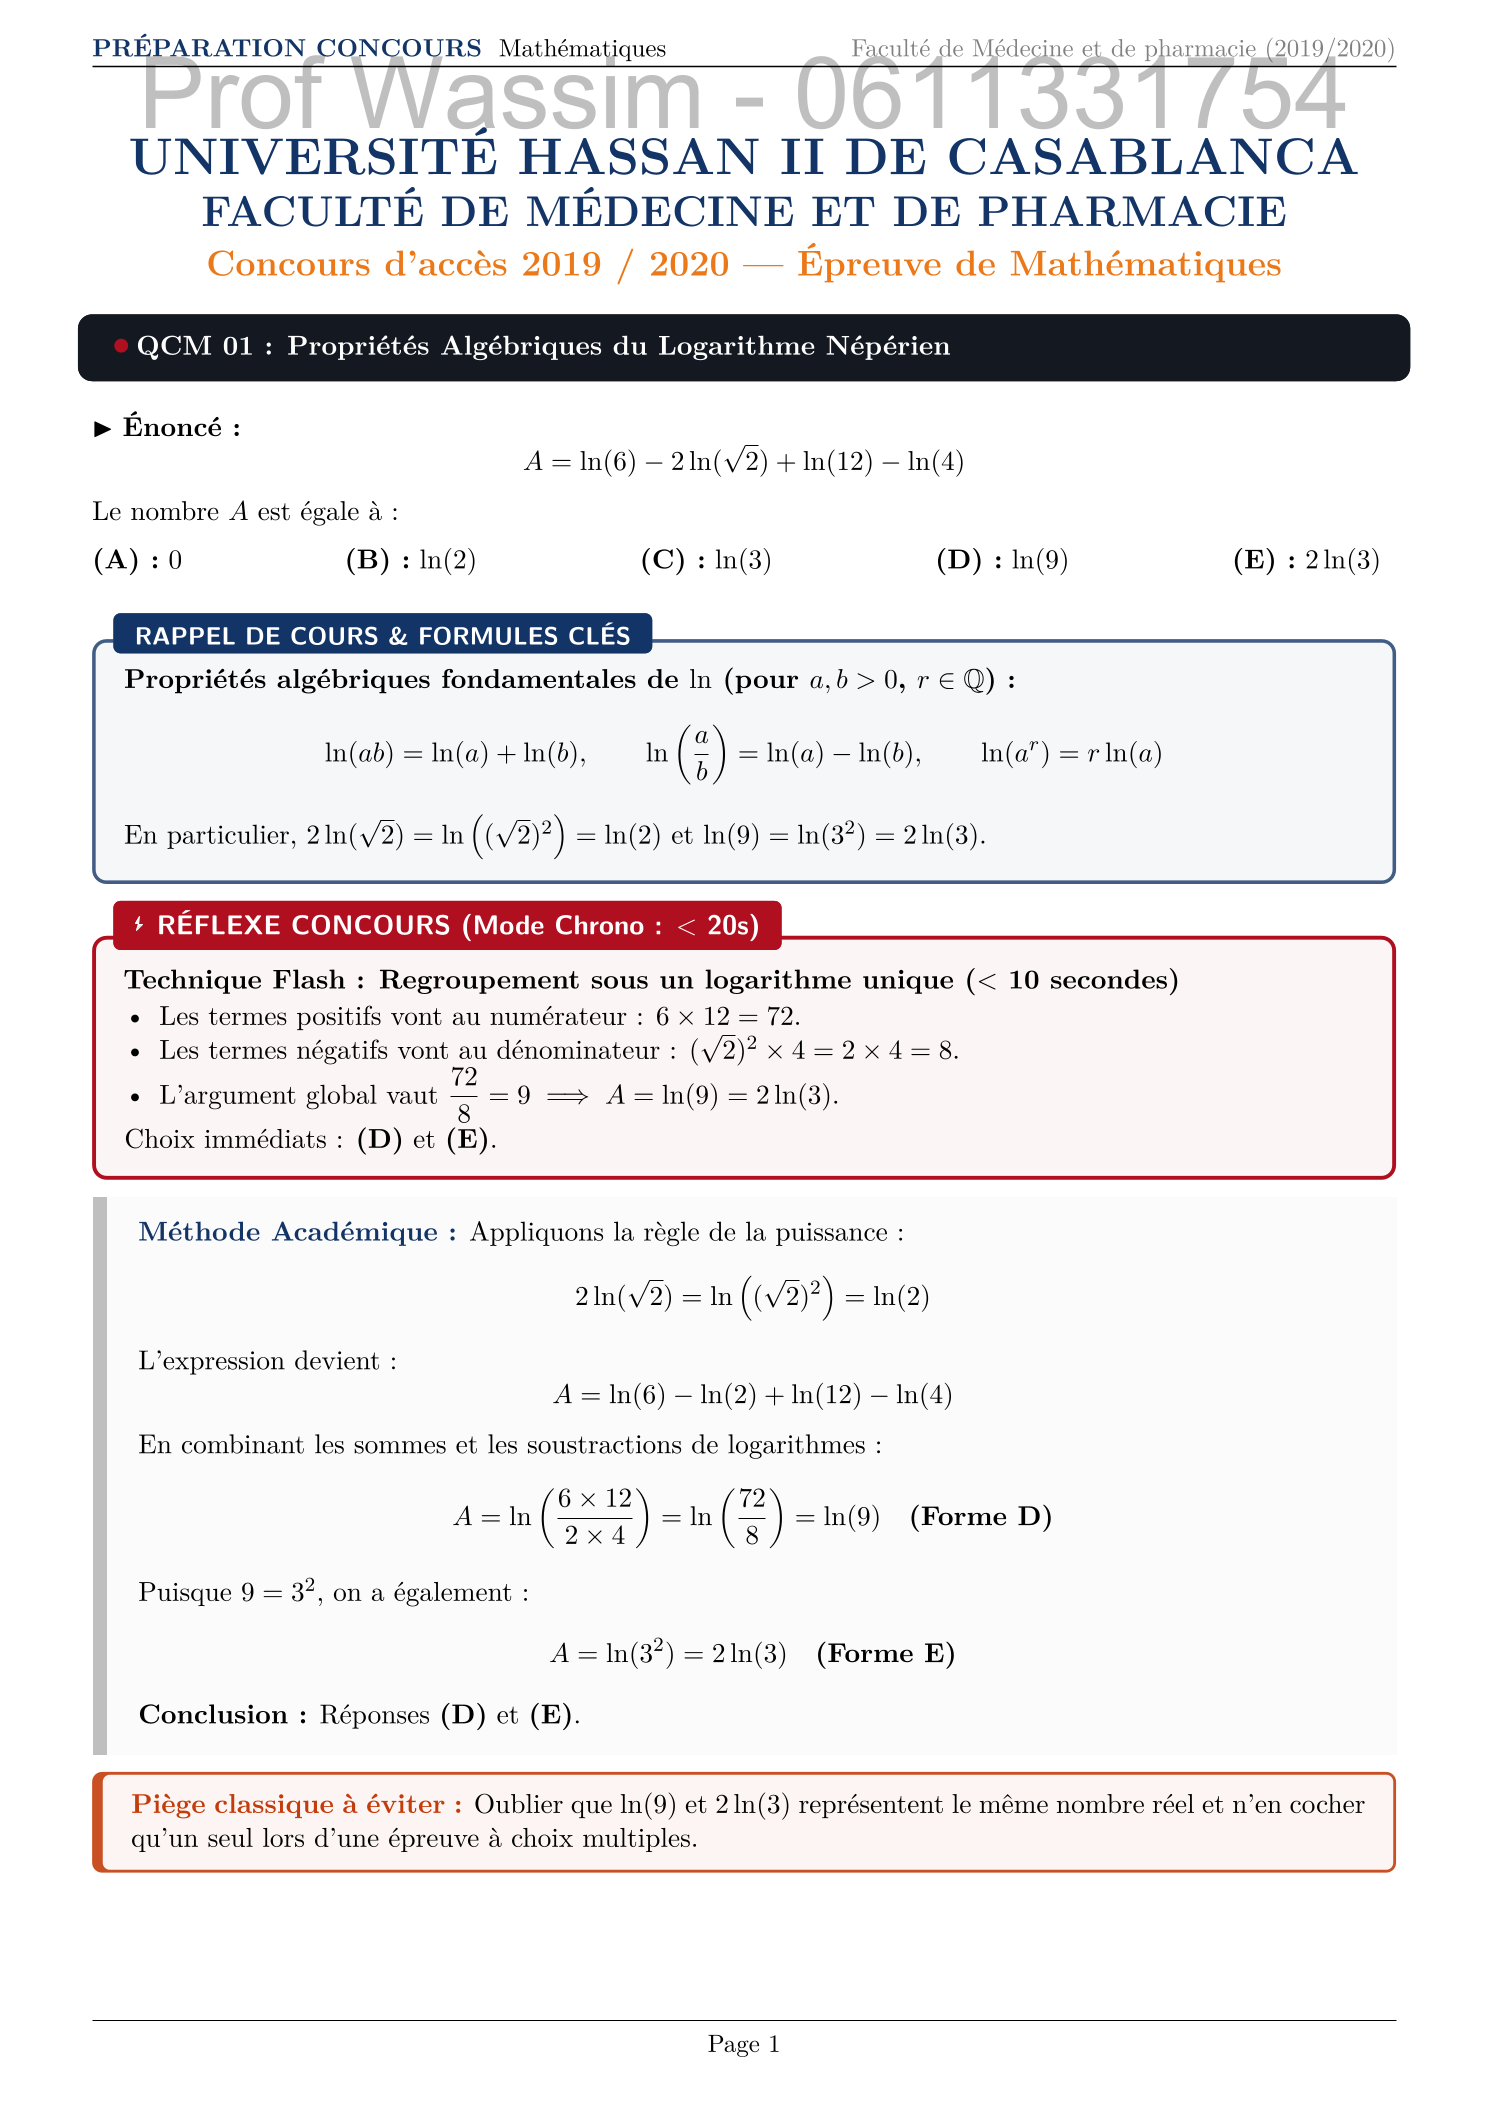 PRÉPARATION CONCOURS Mathématiques Faculté de Médecine et de pharmacie (2019/2020)
Prof Wassim - 0611331754
UNIVERSITÉ HASSAN II DE CASABLANCA
FACULTÉ DE MÉDECINE ET DE PHARMACIE
Concours d'accès 2019 / 2020 — Épreuve de Mathématiques
● QCM 01 : Propriétés Algébriques du Logarithme Népérien
▶ Énoncé :
A = ln(6) − 2 ln(√2) + ln(12) − ln(4)
Le nombre A est égale à :
(A) : 0 (B) : ln(2) (C) : ln(3) (D) : ln(9) (E) : 2 ln(3)
RAPPEL DE COURS & FORMULES CLÉS
Propriétés algébriques fondamentales de ln (pour a, b > 0, r ∈ ℚ) :
ln(ab) = ln(a) + ln(b), ln(a/b) = ln(a) − ln(b), ln(a^r) = r ln(a)
En particulier, 2 ln(√2) = ln((√2)²) = ln(2) et ln(9) = ln(3²) = 2 ln(3).
⚡ RÉFLEXE CONCOURS (Mode Chrono : < 20s)
Technique Flash : Regroupement sous un logarithme unique (< 10 secondes)
• Les termes positifs vont au numérateur : 6 × 12 = 72.
• Les termes négatifs vont au dénominateur : (√2)² × 4 = 2 × 4 = 8.
• L'argument global vaut 72/8 = 9 ⟹ A = ln(9) = 2 ln(3).
Choix immédiats : (D) et (E).
Méthode Académique : Appliquons la règle de la puissance :
2 ln(√2) = ln((√2)²) = ln(2)
L'expression devient :
A = ln(6) − ln(2) + ln(12) − ln(4)
En combinant les sommes et les soustractions de logarithmes :
A = ln((6 × 12)/(2 × 4)) = ln(72/8) = ln(9) (Forme D)
Puisque 9 = 3², on a également :
A = ln(3²) = 2 ln(3) (Forme E)
Conclusion : Réponses (D) et (E).
Piège classique à éviter : Oublier que ln(9) et 2 ln(3) représentent le même nombre réel et n'en cocher
qu'un seul lors d'une épreuve à choix multiples.
Page 1